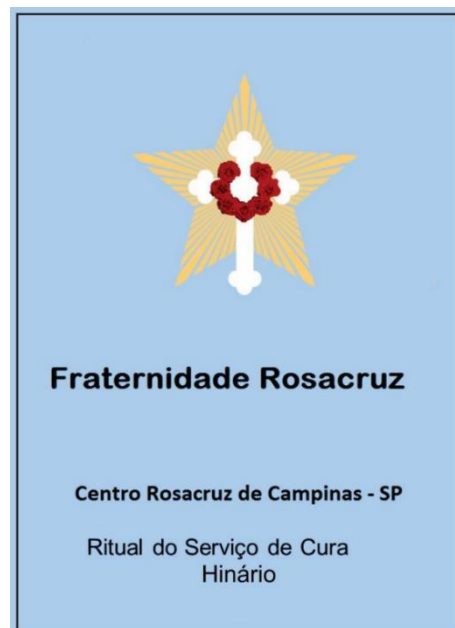 Fraternidade Rosacruz
Centro Rosacruz de Campinas - SP
Ritual do Serviço de Cura
Hinário